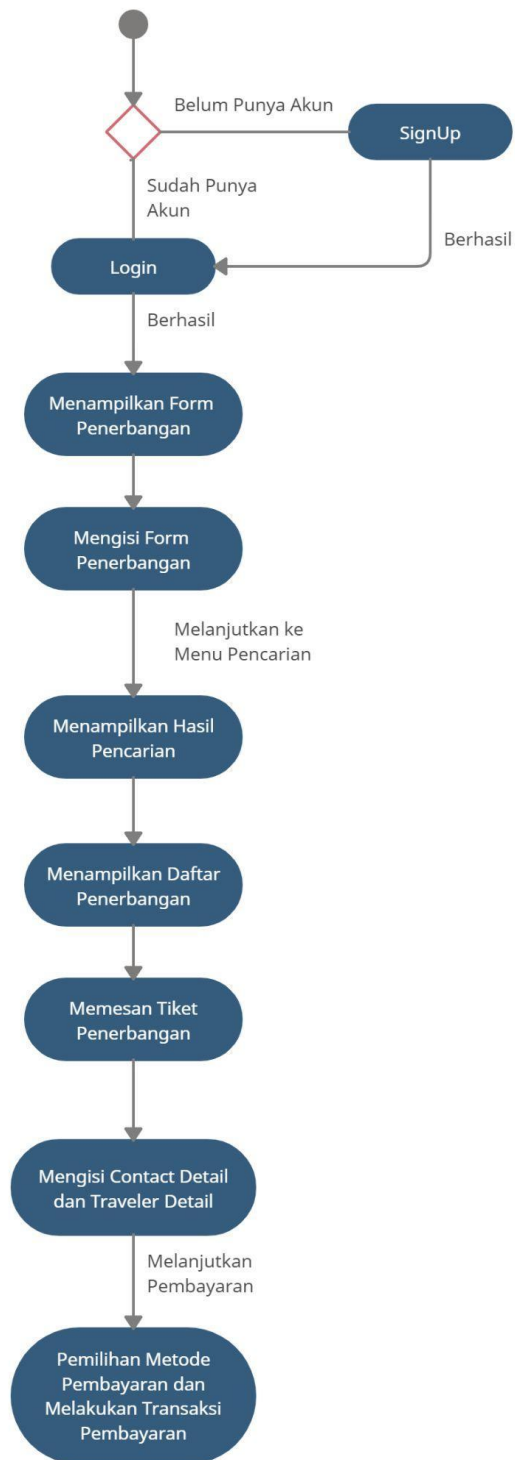 Belum Punya Akun
SignUp
Sudah Punya
Akun
Berhasil
Login
Berhasil
Menampilkan Form
Penerbangan
Mengisi Form
Penerbangan
Melanjutkan ke
Menu Pencarian
Menampilkan Hasil
Pencarian
Menampilkan Daftar
Penerbangan
Memesan Tiket
Penerbangan
Mengisi Contact Detail
dan Traveler Detail
Melanjutkan
Pembayaran
Pemilihan Metode
Pembayaran dan
Melakukan Transaksi
Pembayaran